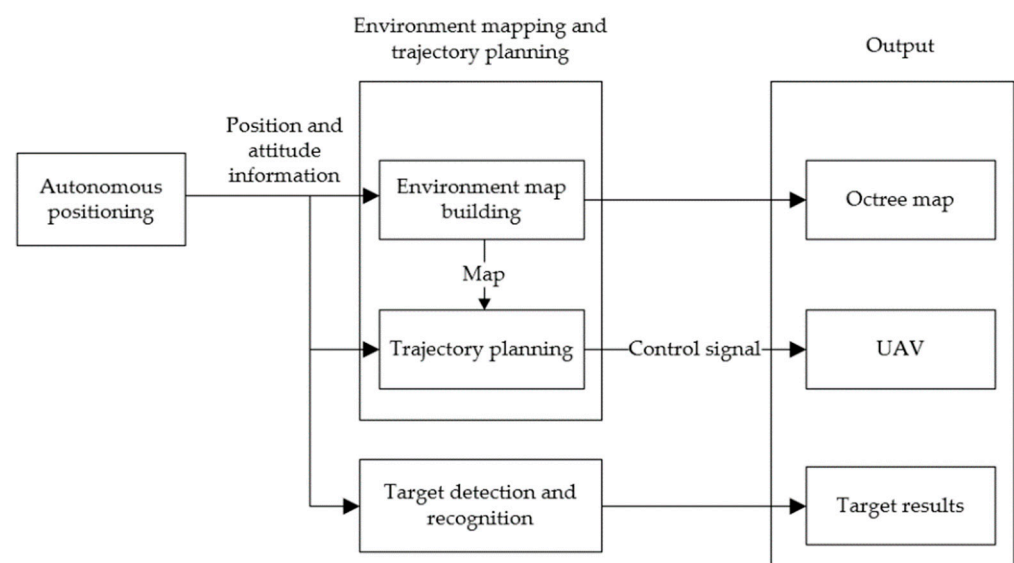 Environment mapping and
trajectory planning
Output
Position and
attitude
information
Autonomous
positioning
Environment map
building
Octree map
Map
Trajectory planning
Control signal
UAV
Target detection and
recognition
Target results